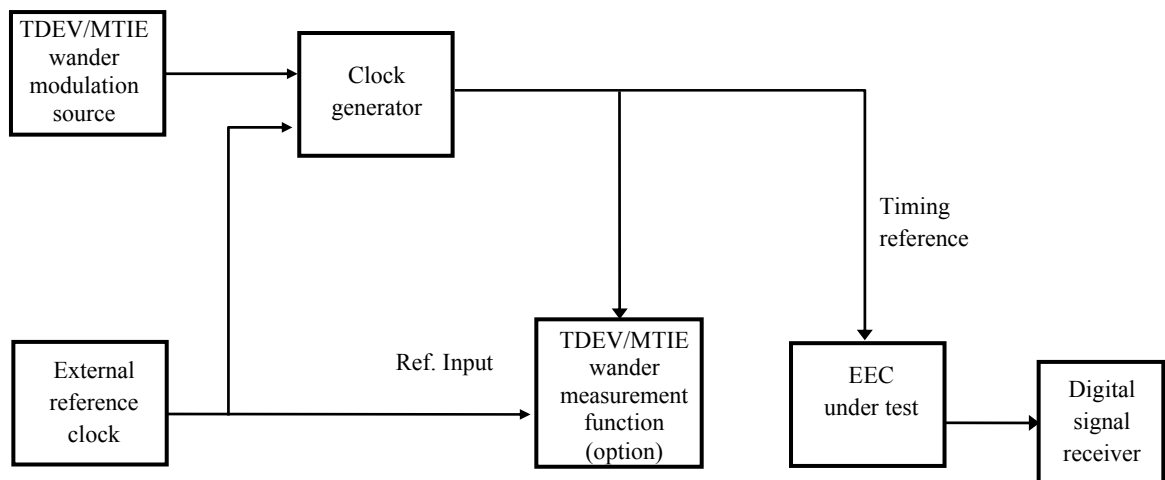 TDEV/MTIE
wander
modulation
source
Clock
generator
Timing
reference
External
reference
clock
Ref. Input
TDEV/MTIE
wander
measurement
function
(option)
EEC
under test
Digital
signal
receiver